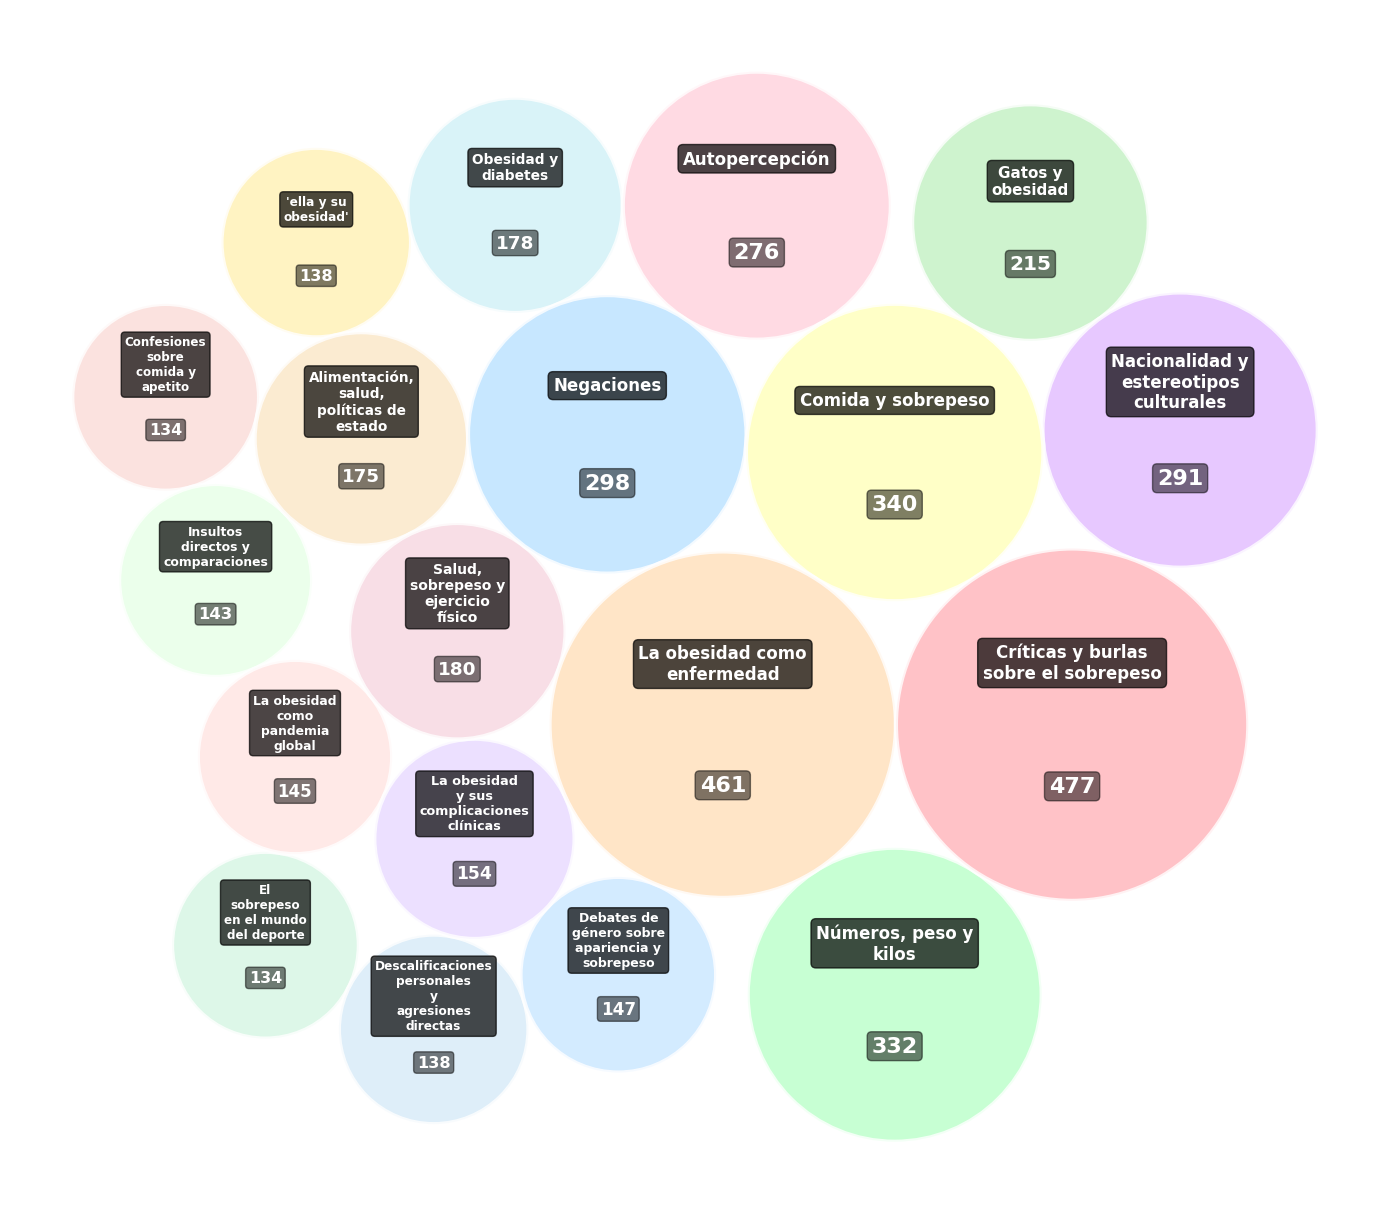 Obesidad y
diabetes
178
Autopercepción
276
Gatos y
obesidad
215
'ella y su
obesidad'
138
Confesiones
sobre
comida y
apetito
134
Alimentación,
salud,
políticas de
estado
175
Negaciones
298
Comida y sobrepeso
340
Nacionalidad y
estereotipos
culturales
291
Insultos
directos y
comparaciones
143
Salud,
sobrepeso y
ejercicio
físico
180
La obesidad como
enfermedad
461
Críticas y burlas
sobre el sobrepeso
477
La obesidad
como
pandemia
global
145
La obesidad
y sus
complicaciones
clínicas
154
El
sobrepeso
en el mundo
del deporte
134
Descalificaciones
personales
y
agresiones
directas
138
Debates de
género sobre
apariencia y
sobrepeso
147
Números, peso y
kilos
332